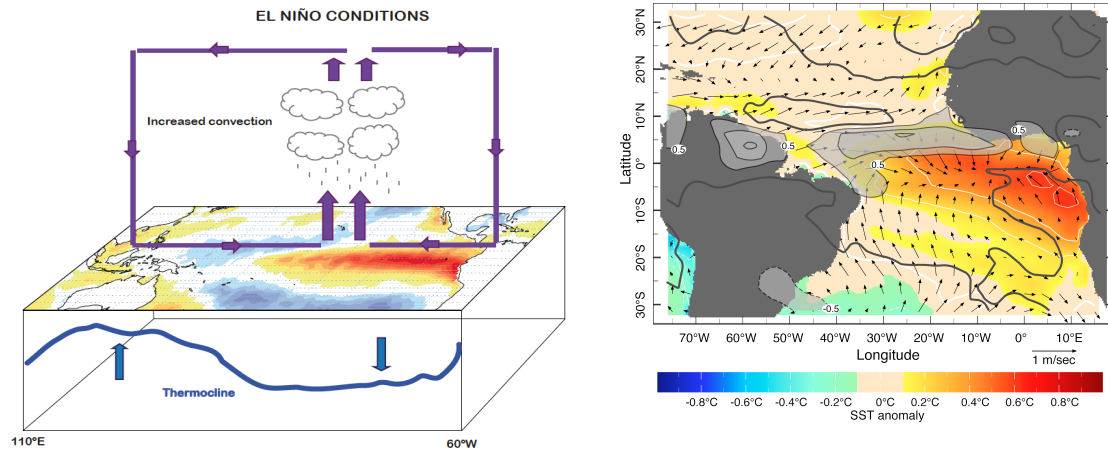 EL NIÑO CONDITIONS
Increased convection
Thermocline
110ºE
60ºW
Latitude
30°N
20°N
10°N
0°
10°S
20°S
30°S
0.5
0.5
0.5
-0.5
70°W 60°W 50°W 40°W 30°W 20°W 10°W 0° 10°E
Longitude
1 m/sec
-0.8°C -0.6°C -0.4°C -0.2°C 0°C 0.2°C 0.4°C 0.6°C 0.8°C
SST anomaly